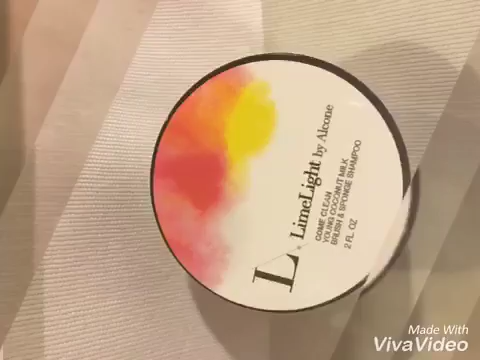 L
LimeLight by Alcone
COME CLEAN
YOUNG COCONUT MILK
BRUSH & SPONGE SHAMPOO
2 FL. OZ
Made With
VivaVideo